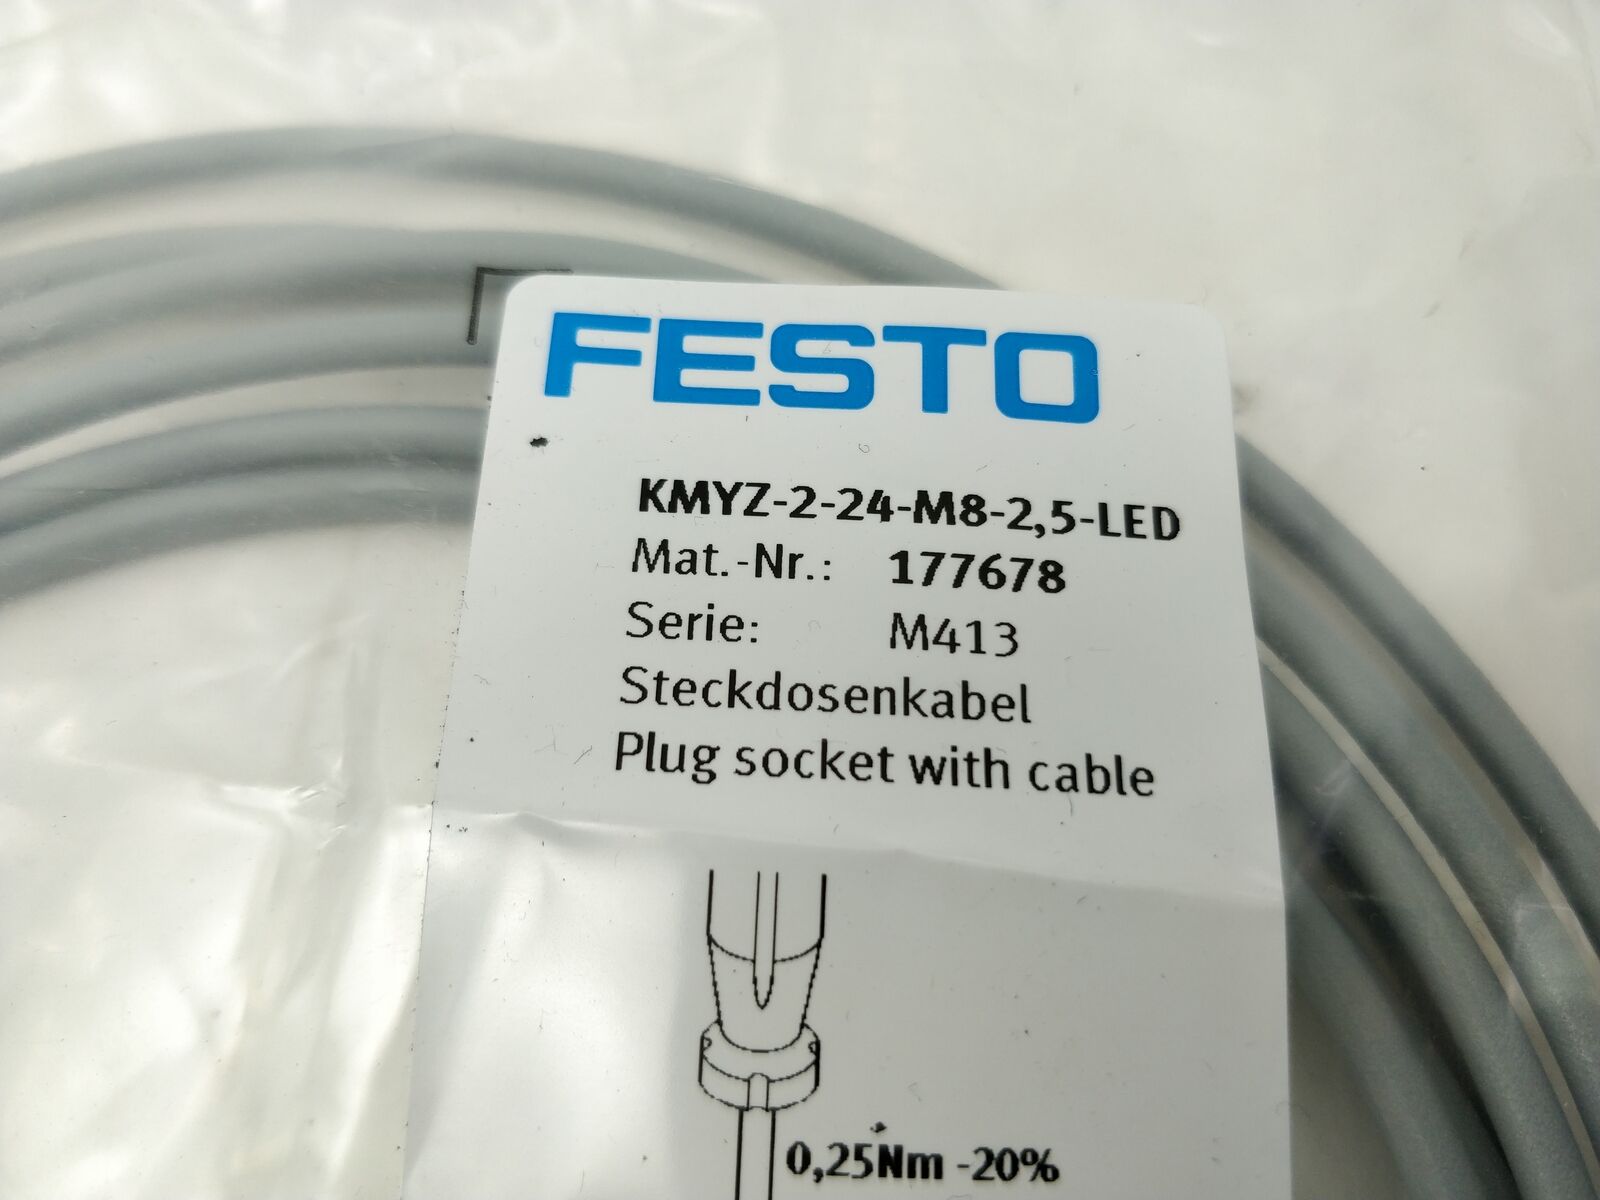 FESTO
KMYZ-2-24-M8-2,5-LED
Mat.-Nr.: 177678
Serie: M413
Steckdosenkabel
Plug socket with cable
0,25Nm -20%